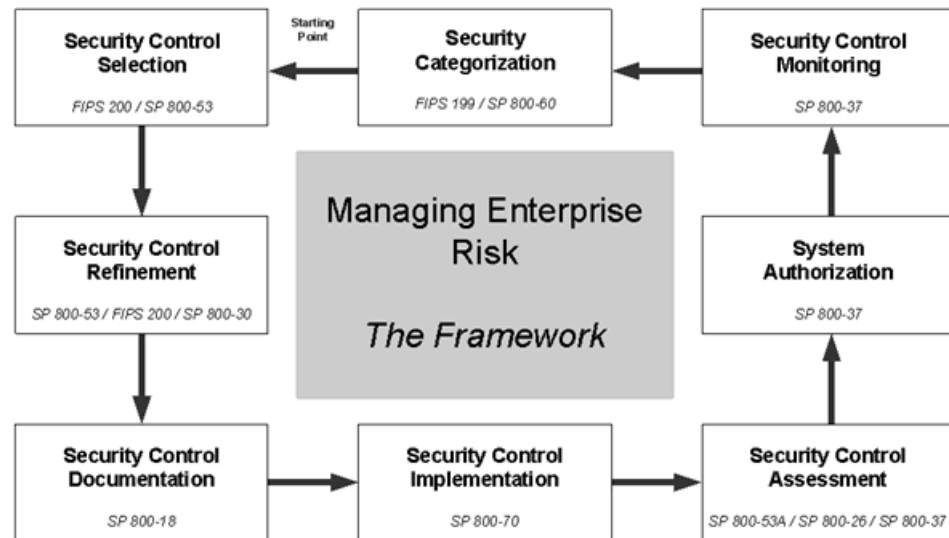 Starting
Point
Security Control
Selection
FIPS 200 / SP 800-53
Security
Categorization
FIPS 199 / SP 800-60
Security Control
Monitoring
SP 800-37
Managing Enterprise
Risk
The Framework
Security Control
Refinement
SP 800-53 / FIPS 200 / SP 800-30
System
Authorization
SP 800-37
Security Control
Documentation
SP 800-18
Security Control
Implementation
SP 800-70
Security Control
Assessment
SP 800-53A / SP 800-26 / SP 800-37